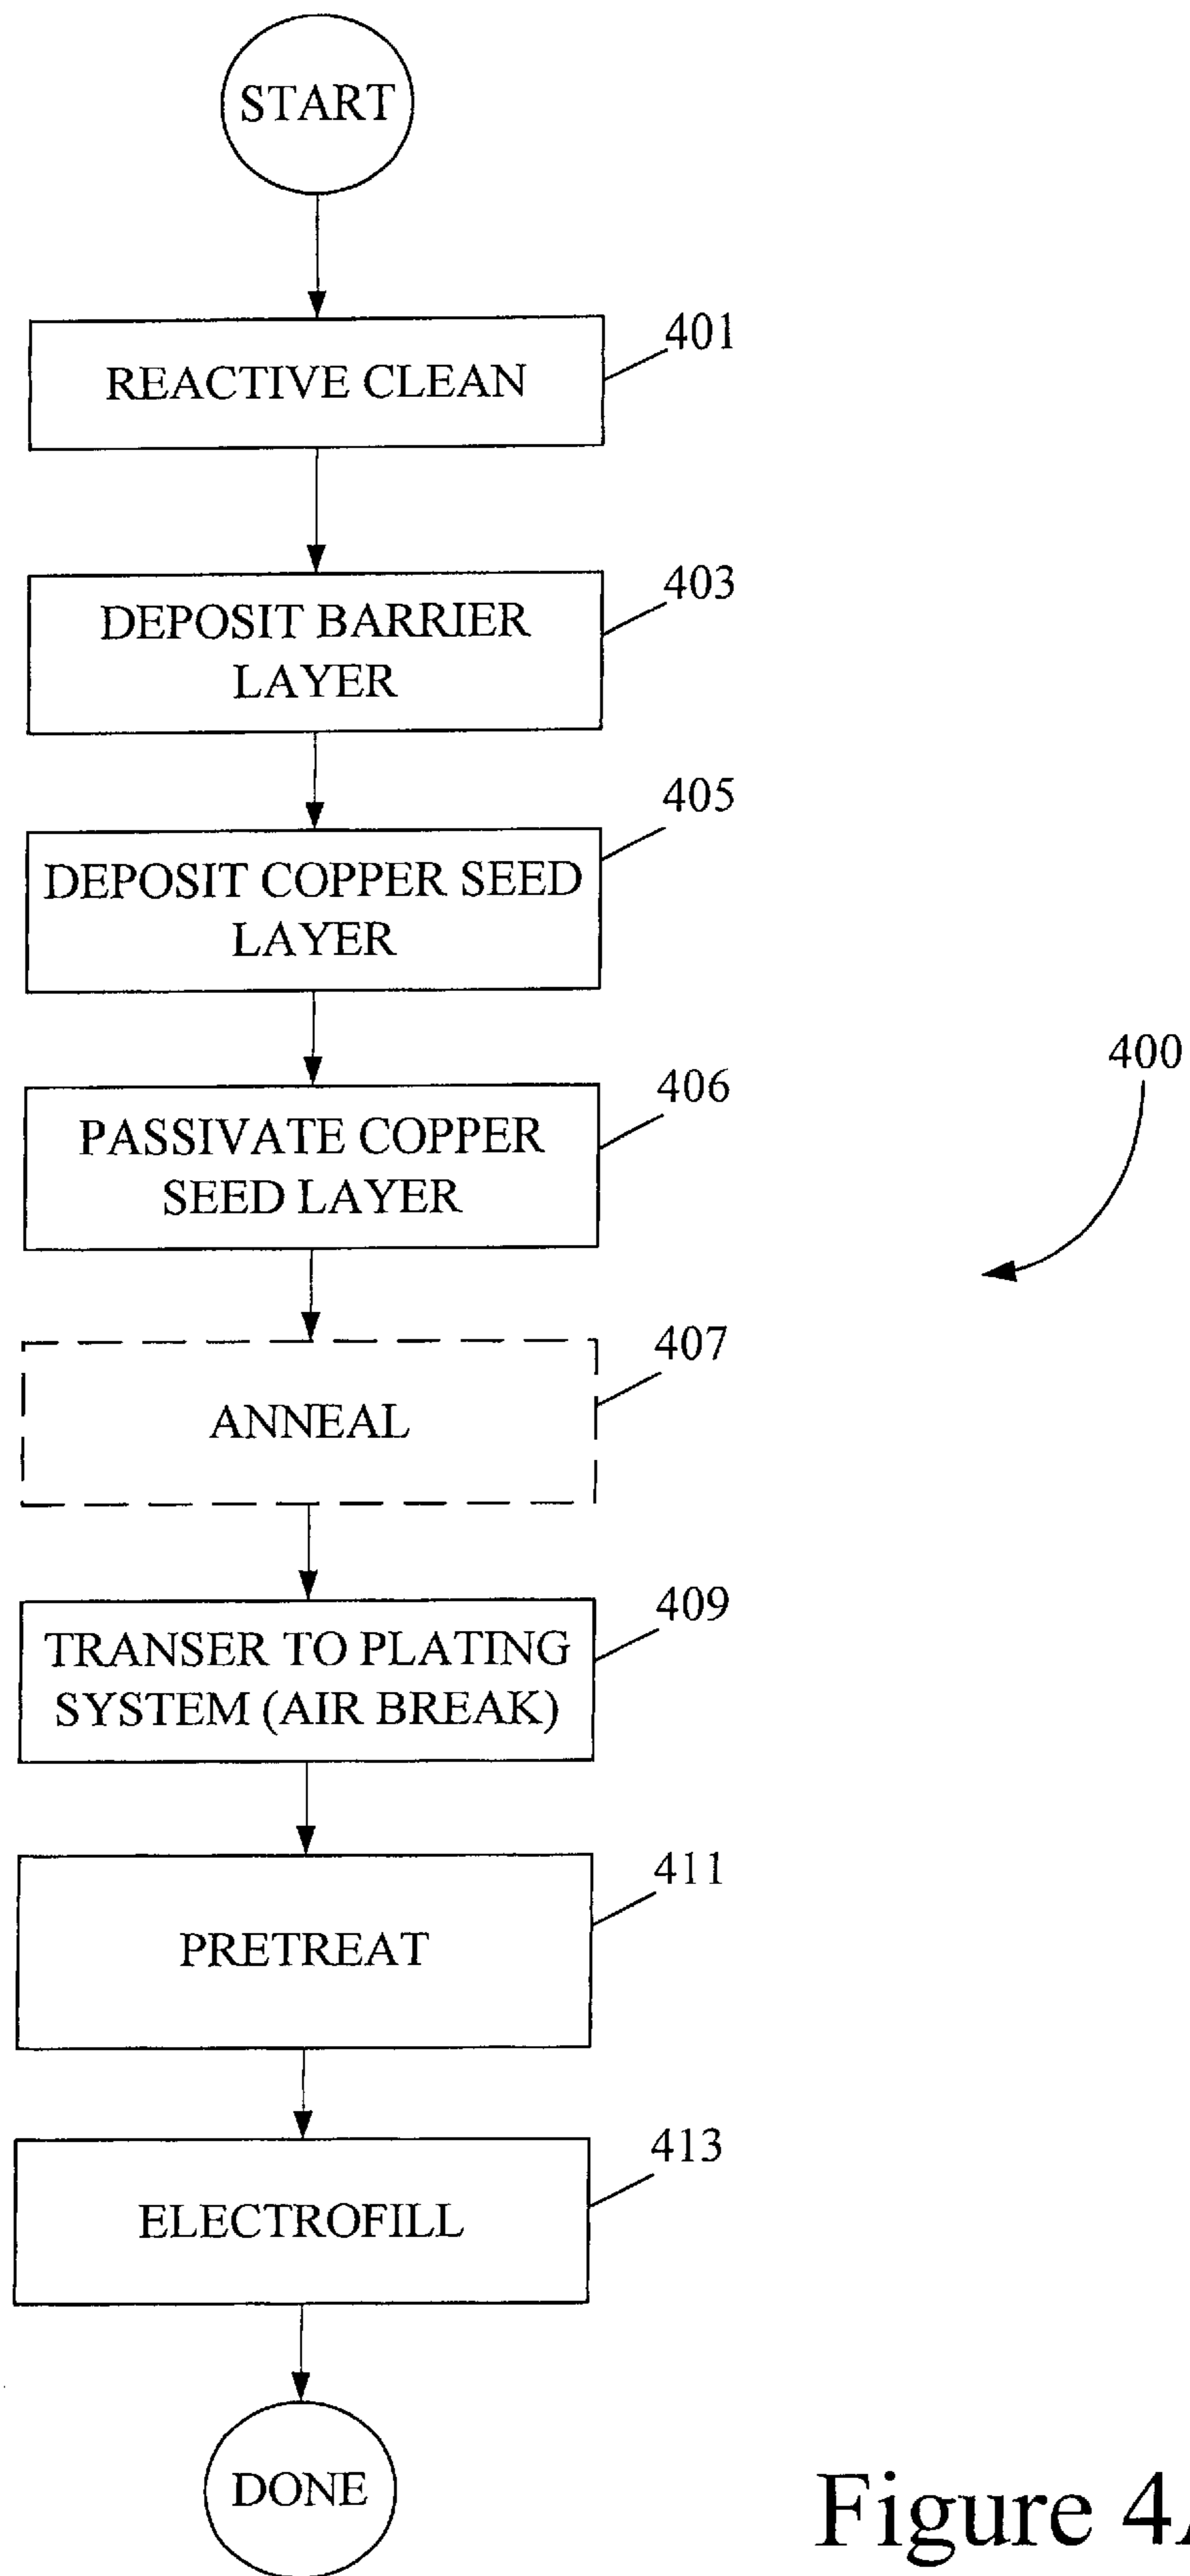 START
401
REACTIVE CLEAN
403
DEPOSIT BARRIER
LAYER
405
DEPOSIT COPPER SEED
LAYER
400
406
PASSIVATE COPPER
SEED LAYER
407
ANNEAL
409
TRANSER TO PLATING
SYSTEM (AIR BREAK)
411
PRETREAT
413
ELECTROFILL
DONE
Figure 4A